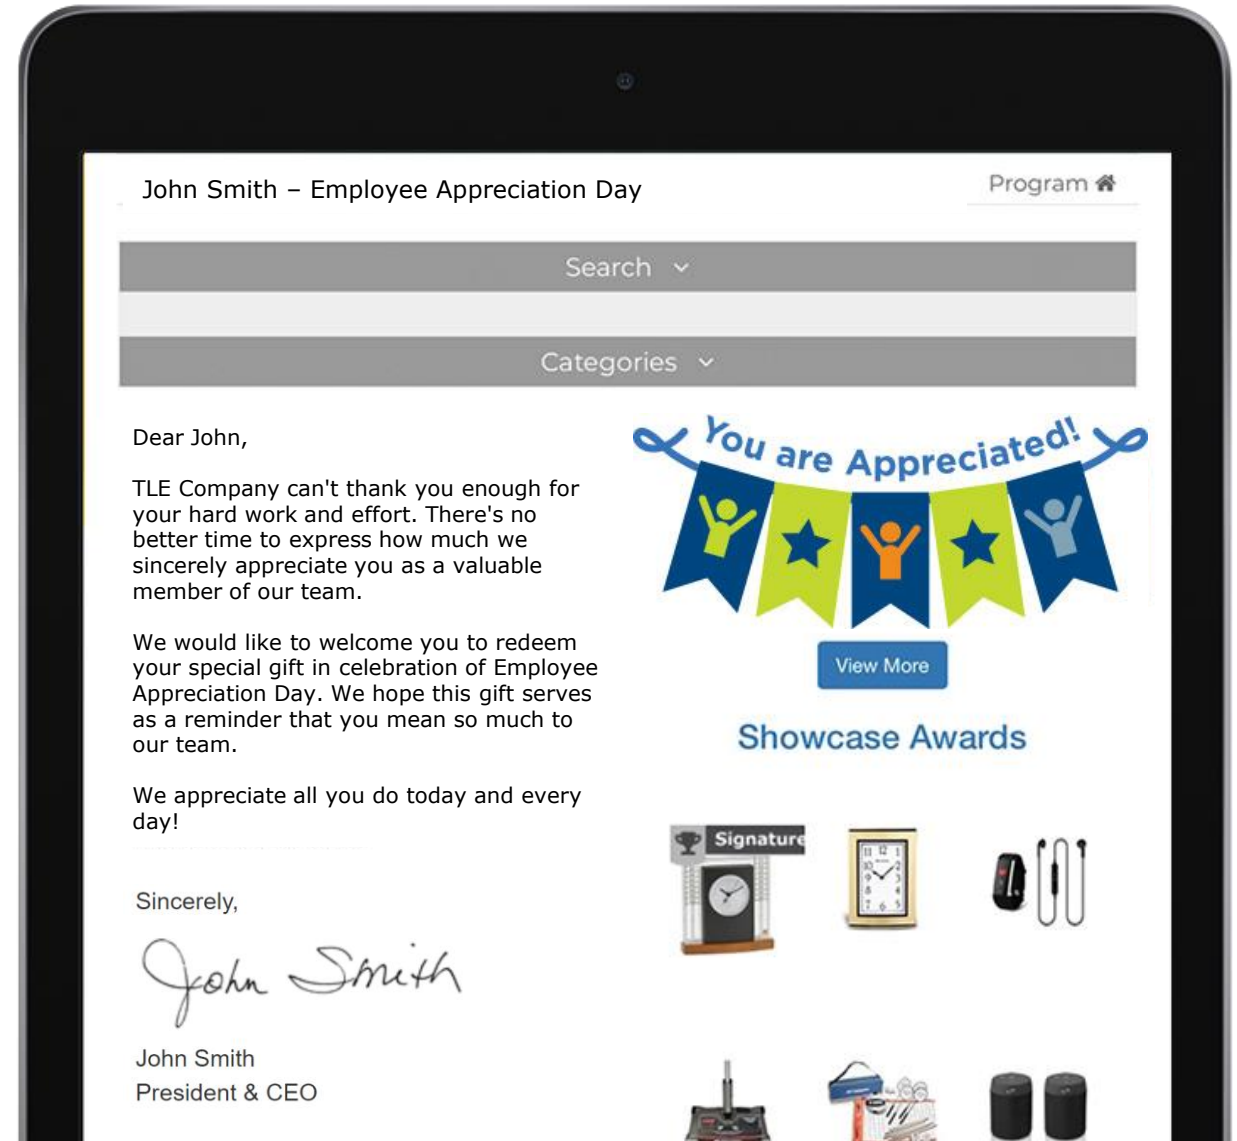 John Smith – Employee Appreciation Day
Program
Search
Categories
Dear John,
TLE Company can't thank you enough for
your hard work and effort. There's no
better time to express how much we
sincerely appreciate you as a valuable
member of our team.
We would like to welcome you to redeem
your special gift in celebration of Employee
Appreciation Day. We hope this gift serves
as a reminder that you mean so much to
our team.
We appreciate all you do today and every
day!
Sincerely,
John Smith
John Smith
President & CEO
You are Appreciated!
View More
Showcase Awards
Signature
12